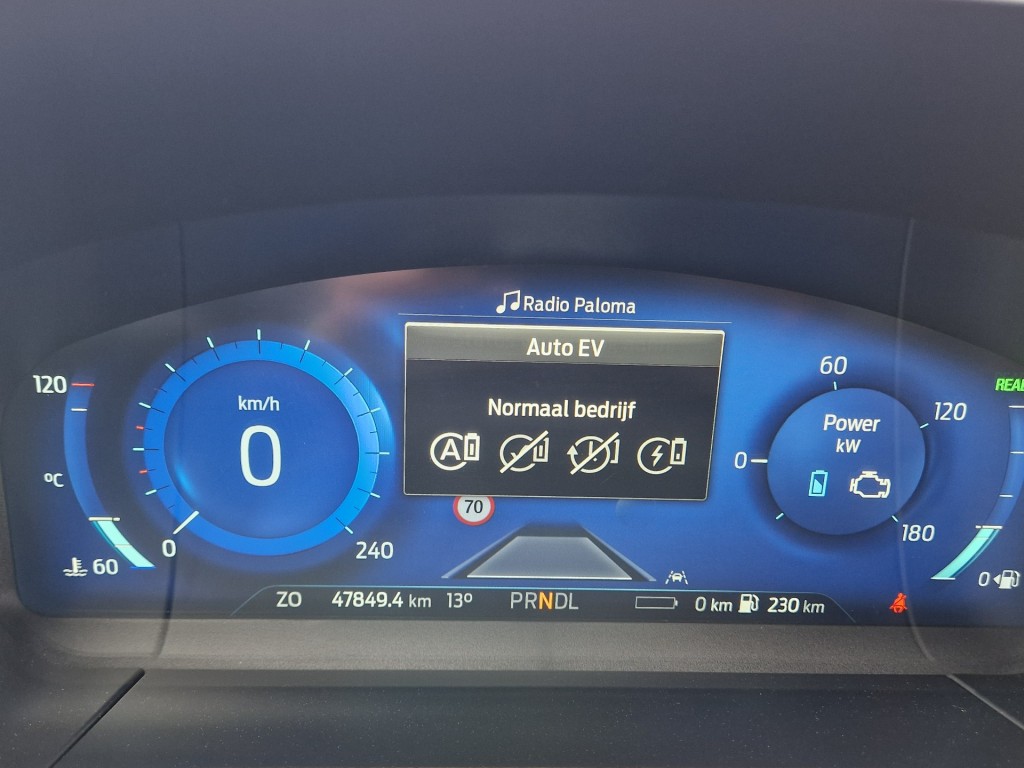 Radio Paloma
Auto EV
Normaal bedrijf
A
120
°C
60
km/h
0
0
240
70
60
120
0
180
Power
kW
0
ZO 47849.4 km 13° PRNDL 0 km 230 km